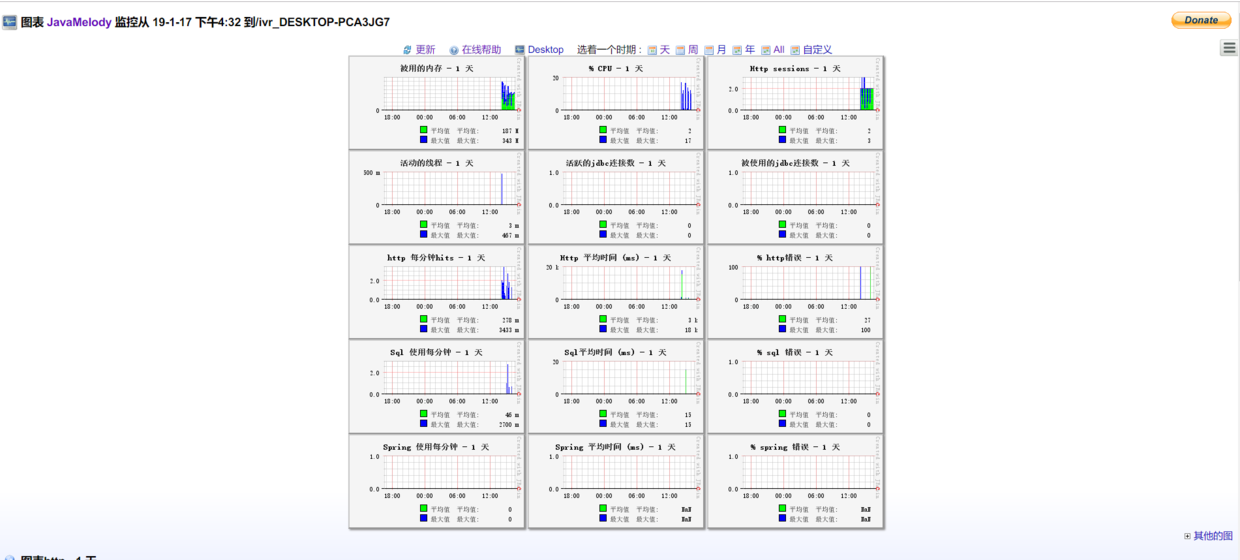 图表 JavaMelody 监控从 19-1-17 下午4:32 到/ivr_DESKTOP-PCA3JG7
Donate
更新 在线帮助 Desktop 选着一个时期 : 天 周 月 年 All 自定义
被用的内存 - 1 天
0
18:00 00:00 06:00 12:00
平均值 平均值: 187 M
最大值 最大值: 343 M
% CPU - 1 天
20
0
18:00 00:00 06:00 12:00
平均值 平均值: 2
最大值 最大值: 17
Http sessions - 1 天
2.0
0.0
18:00 00:00 06:00 12:00
平均值 平均值: 2
最大值 最大值: 3
活动的线程 - 1 天
500 m
0
18:00 00:00 06:00 12:00
平均值 平均值: 3 m
最大值 最大值: 467 m
活跃的jdbc连接数 - 1 天
1.0
0.0
18:00 00:00 06:00 12:00
平均值 平均值: 0
最大值 最大值: 0
被使用的jdbc连接数 - 1 天
1.0
0.0
18:00 00:00 06:00 12:00
平均值 平均值: 0
最大值 最大值: 0
http 每分钟hits - 1 天
2.0
0.0
18:00 00:00 06:00 12:00
平均值 平均值: 278 m
最大值 最大值: 3433 m
Http 平均时间 (ms) - 1 天
20 k
0
18:00 00:00 06:00 12:00
平均值 平均值: 3 k
最大值 最大值: 18 k
% http错误 - 1 天
100
0
18:00 00:00 06:00 12:00
平均值 平均值: 27
最大值 最大值: 100
Sql 使用每分钟 - 1 天
2.0
0.0
18:00 00:00 06:00 12:00
平均值 平均值: 46 m
最大值 最大值: 2700 m
Sql平均时间 (ms) - 1 天
20
0
18:00 00:00 06:00 12:00
平均值 平均值: 15
最大值 最大值: 15
% sql 错误 - 1 天
1.0
0.0
18:00 00:00 06:00 12:00
平均值 平均值: 0
最大值 最大值: 0
Spring 使用每分钟 - 1 天
1.0
0.0
18:00 00:00 06:00 12:00
平均值 平均值: 0
最大值 最大值: 0
Spring 平均时间 (ms) - 1 天
1.0
0.0
18:00 00:00 06:00 12:00
平均值 平均值: NaN
最大值 最大值: NaN
% spring 错误 - 1 天
1.0
0.0
18:00 00:00 06:00 12:00
平均值 平均值: NaN
最大值 最大值: NaN
其他的图
图表http - 1 天